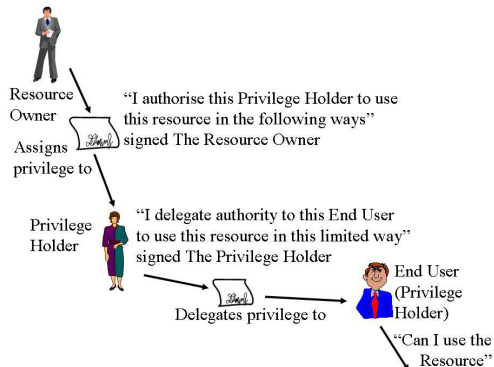 Resource
Owner
“I authorise this Privilege Holder to use
this resource in the following ways”
signed The Resource Owner
Assigns
privilege to
Privilege
Holder
“I delegate authority to this End User
to use this resource in this limited way”
signed The Privilege Holder
End User
(Privilege
Holder)
Delegates privilege to
“Can I use the
Resource”